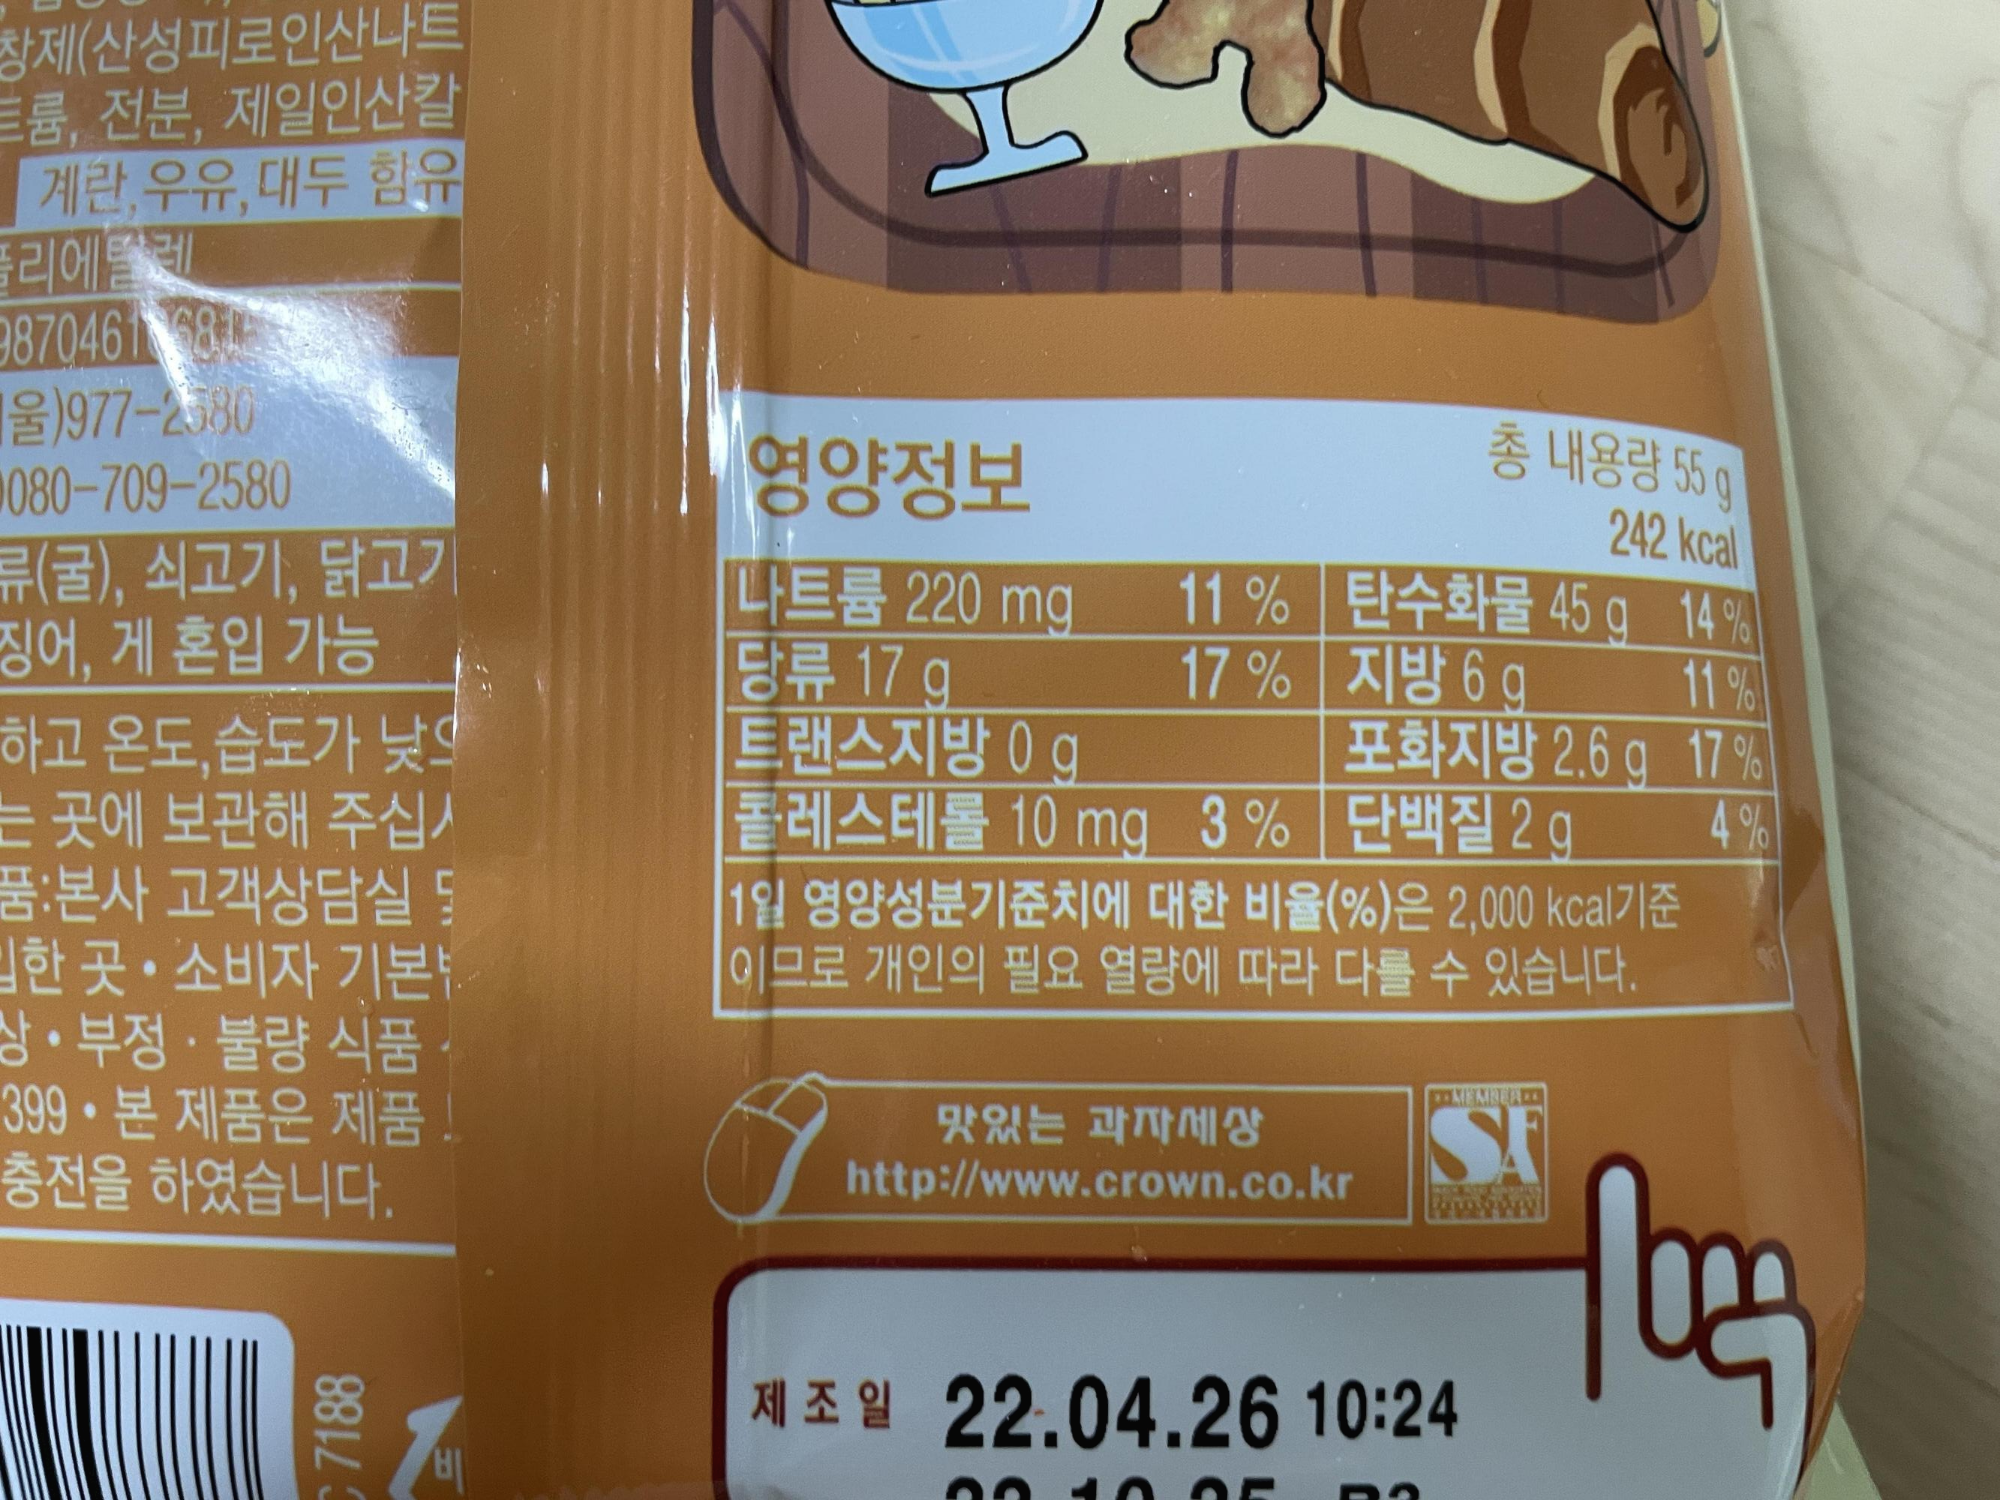 창제(산성피로인산나트
트륨, 전분, 제일인산칼
계란,우유,대두 함유
폴리에틸렌
울)977-2580
080-709-2580
류(굴), 쇠고기, 닭고기
징어, 게 혼입 가능
하고 온도,습도가 낮으
는 곳에 보관해 주십시
품:본사 고객상담실 및
입한 곳 • 소비자 기본법
상 • 부정 · 불량 식품
399 • 본 제품은 제품
충전을 하였습니다.
7188
비
영양정보
총 내용량 55 g
242 kcal
나트륨 220 mg 11 % 탄수화물 45 g 14 %
당류 17 g 17 % 지방 6 g 11 %
트랜스지방 0 g 포화지방 2.6 g 17 %
콜레스테롤 10 mg 3 % 단백질 2 g 4 %
1일 영양성분기준치에 대한 비율(%)은 2,000 kcal기준
이므로 개인의 필요 열량에 따라 다를 수 있습니다.
맛있는 과자세상
http://www.crown.co.kr
MEMBER
SAF
제조일 22.04.26 10:24
22.10.25 B3